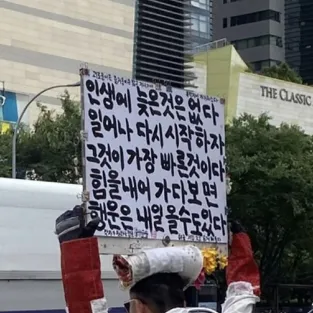 인생에 늦은것은 없다
일어나 다시 시작하자
그것이 가장 빠른것이다
힘을내어 가다보면
행운은 내일 올수도있다
THE CLASSIC